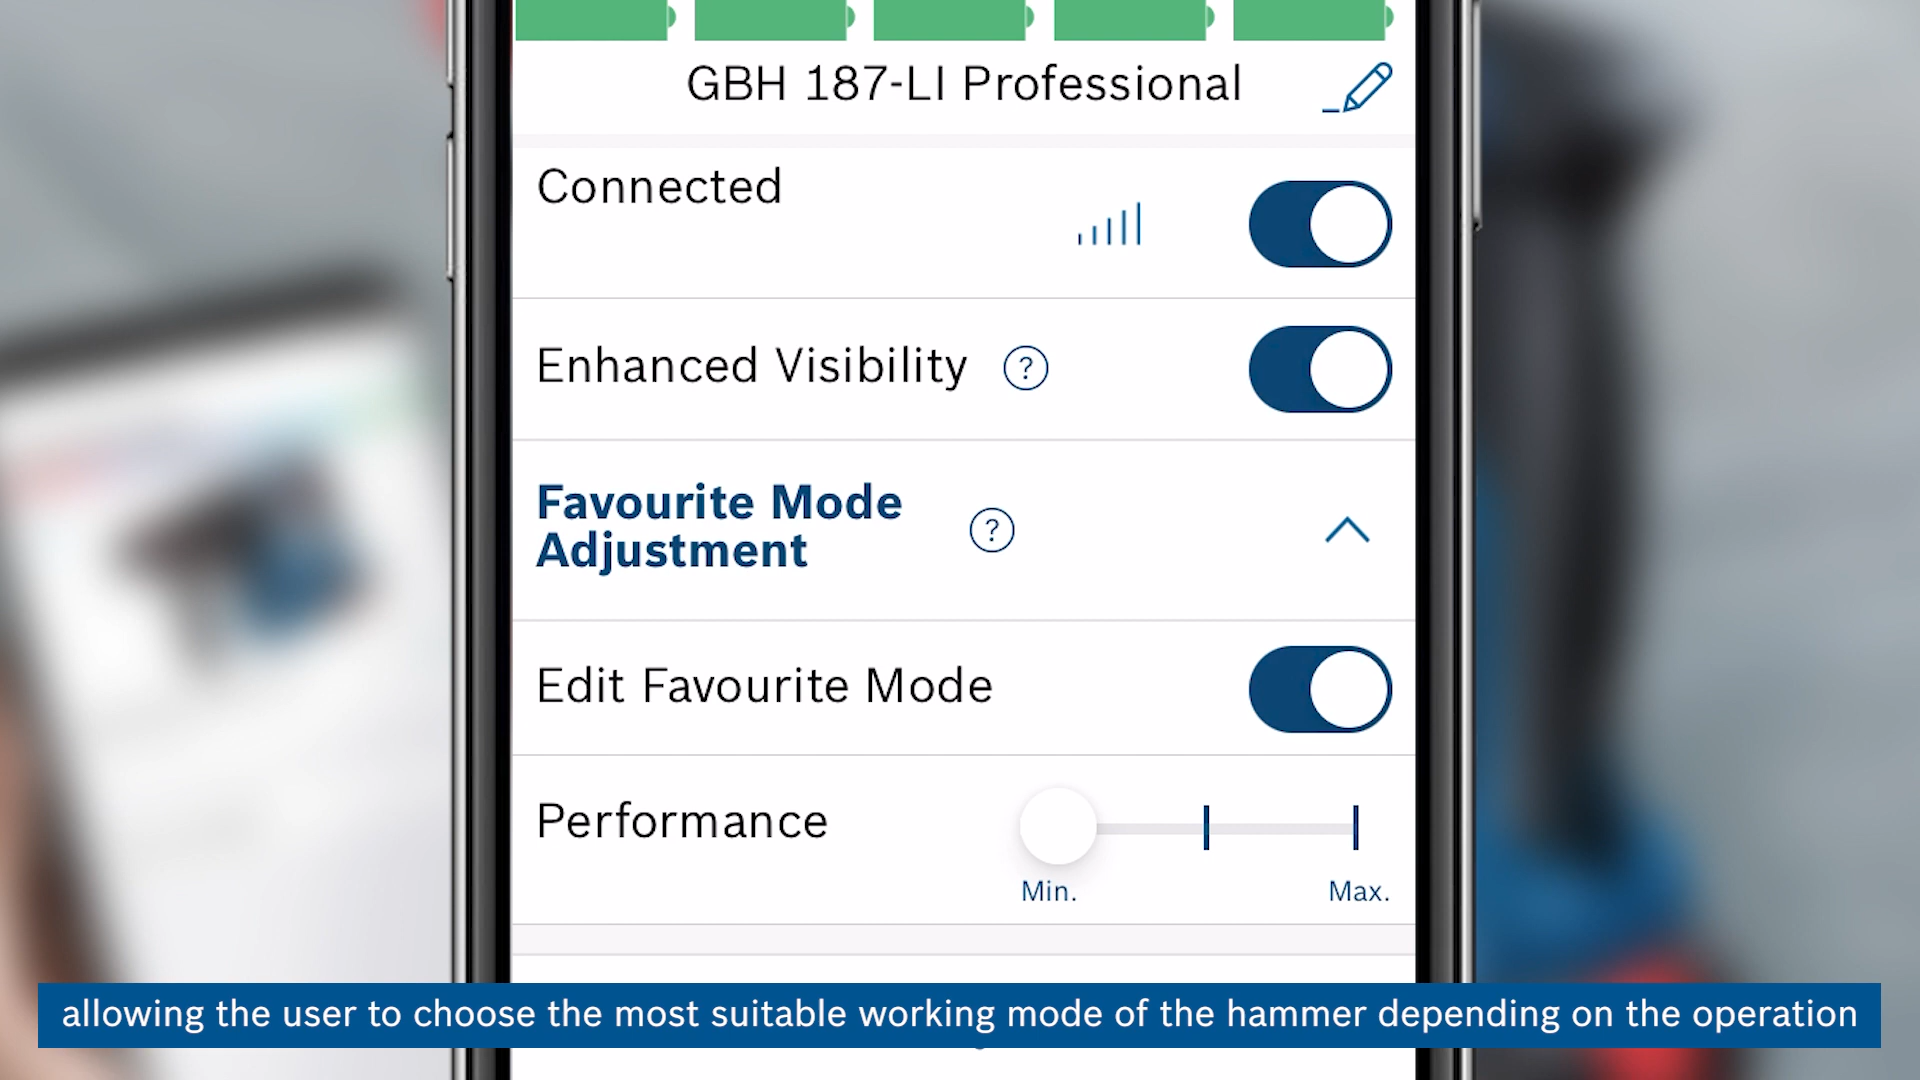 GBH 187-LI Professional
Connected
Enhanced Visibility ?
Favourite Mode
Adjustment ?
Edit Favourite Mode
Performance
Min. Max.
allowing the user to choose the most suitable working mode of the hammer depending on the operation